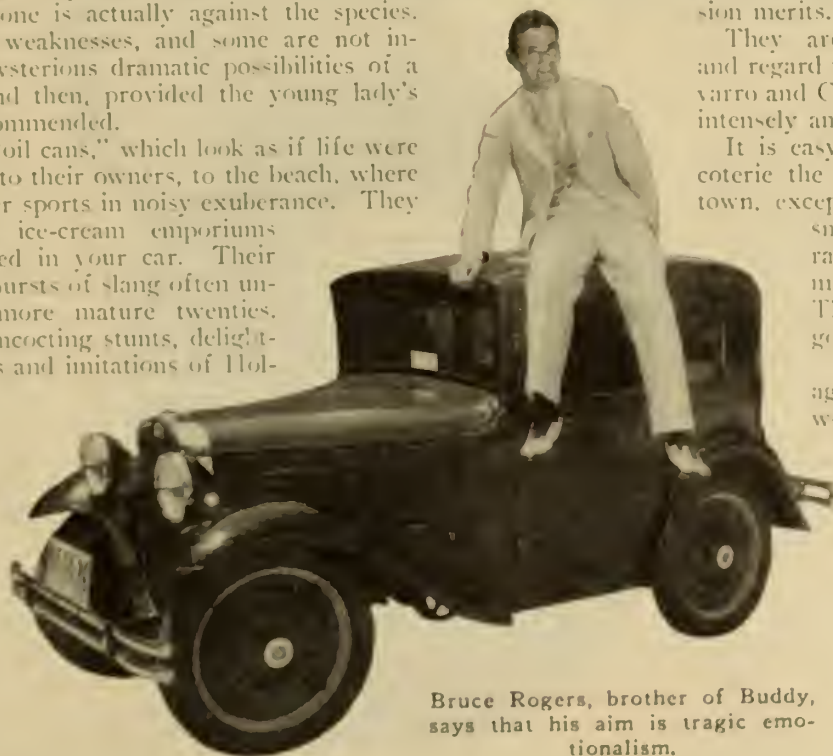 one is actually against the species.
weaknesses, and some are not in-
ysterious dramatic possibilities of a
nd then, provided the young lady's
ommended.
oil cans," which look as if life were
to their owners, to the beach, where
r sports in noisy exuberance. They
ice-cream emporiums
ed in your car. Their
bursts of slang often un-
more mature twenties.
ncocting stunts, delight-
s and imitations of Hol-
sion merits.
They are
and regard
varro and C
intensely an
It is easy
coterie the
town, excep
sn
ra
m
T
go
ag
w
Bruce Rogers, brother of Buddy,
says that his aim is tragic emo-
tionalism.